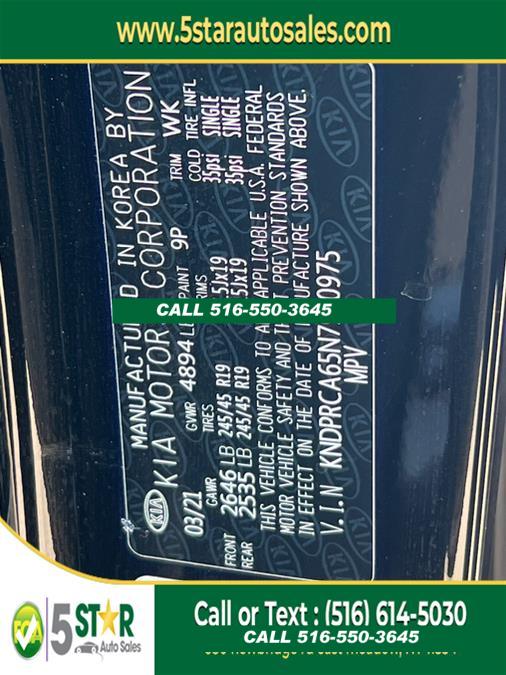 www.5starautosales.com
MANUFACTURED IN KOREA BY
KIA KIA MOTOR CORPORATION
03/21 GVWR 4894 PAINT 9P TRIM WK
GAWR TIRES RIMS COLD TIRE INFL
FRONT 2646 LB 245/45 R19 35psi SINGLE
REAR 2535 LB 245/45 R19 35psi SINGLE
THIS VEHICLE CONFORMS TO APPLICABLE U.S.A. FEDERAL
MOTOR VEHICLE SAFETY AND PREVENTION STANDARDS
IN EFFECT ON THE DATE OF MANUFACTURE SHOWN ABOVE.
V.I.N KNDPRCA65N7 0975
MPV
CALL 516-550-3645
5 STAR
Auto Sales
Call or Text : (516) 614-5030
CALL 516-550-3645